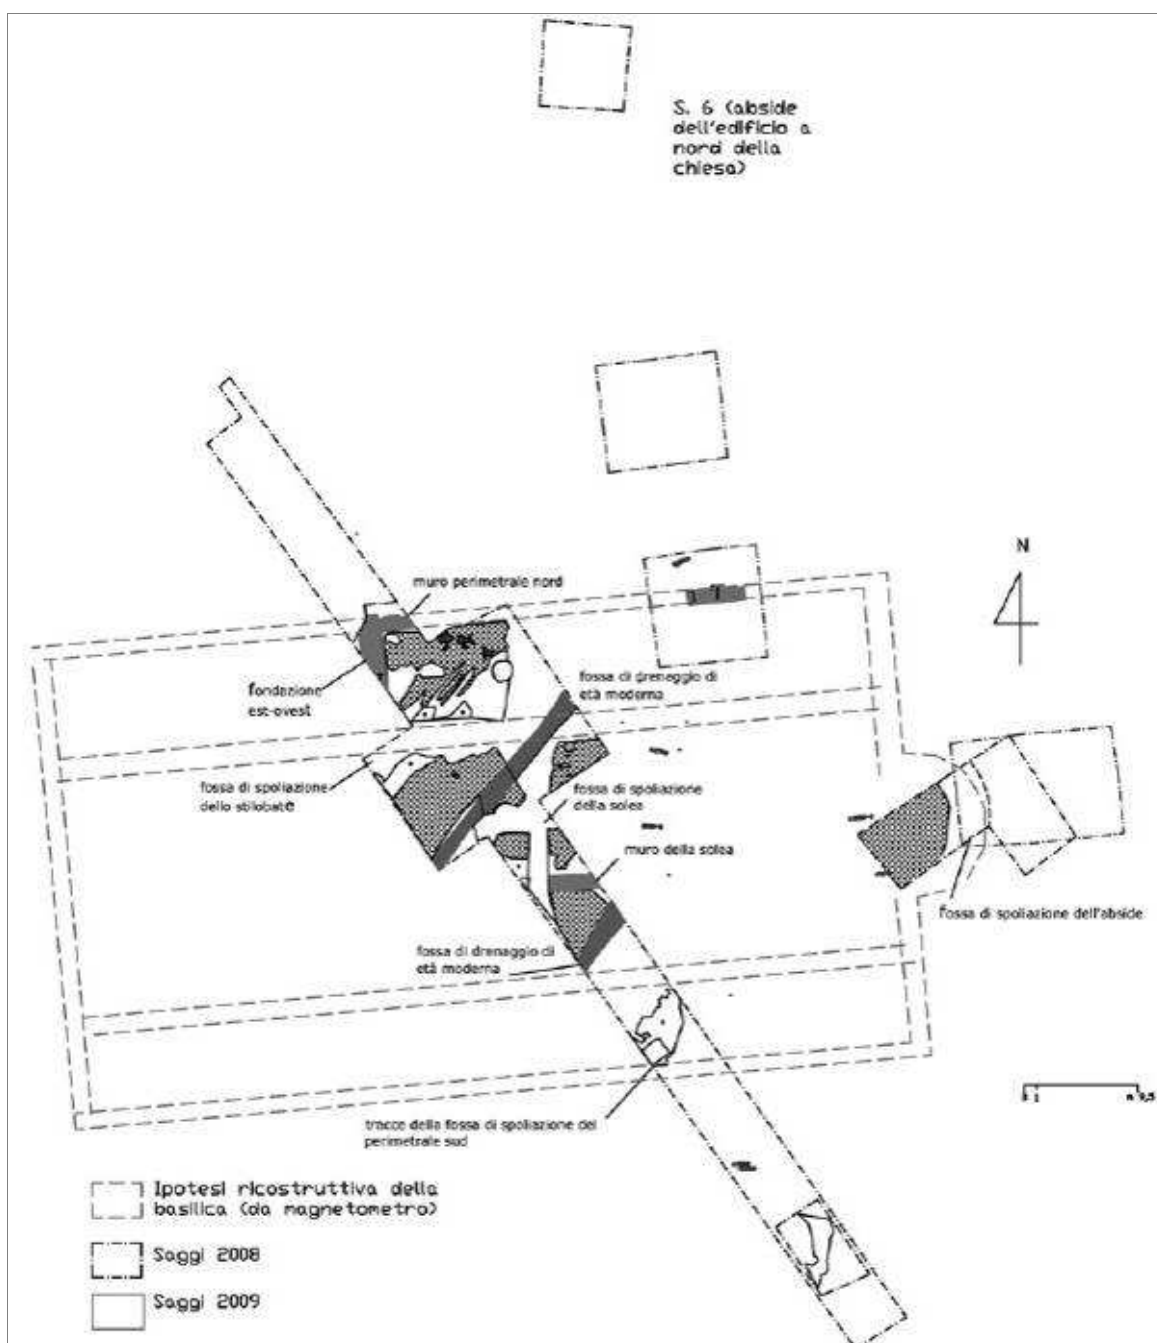 S. 6 (abside
dell'edificio a
nord della
chiesa)
N
muro perimetrale nord
fossa di drenaggio di
età moderna
fondazione
est-ovest
fossa di spoliazione
dello stilobate
fossa di spoliazione
della solea
muro della solea
fossa di spoliazione dell'abside
fossa di drenaggio di
età moderna
tracce della fossa di spoliazione del
perimetrale sud
Ipotesi ricostruttiva della
basilica (da magnetometro)
Saggi 2008
Saggi 2009